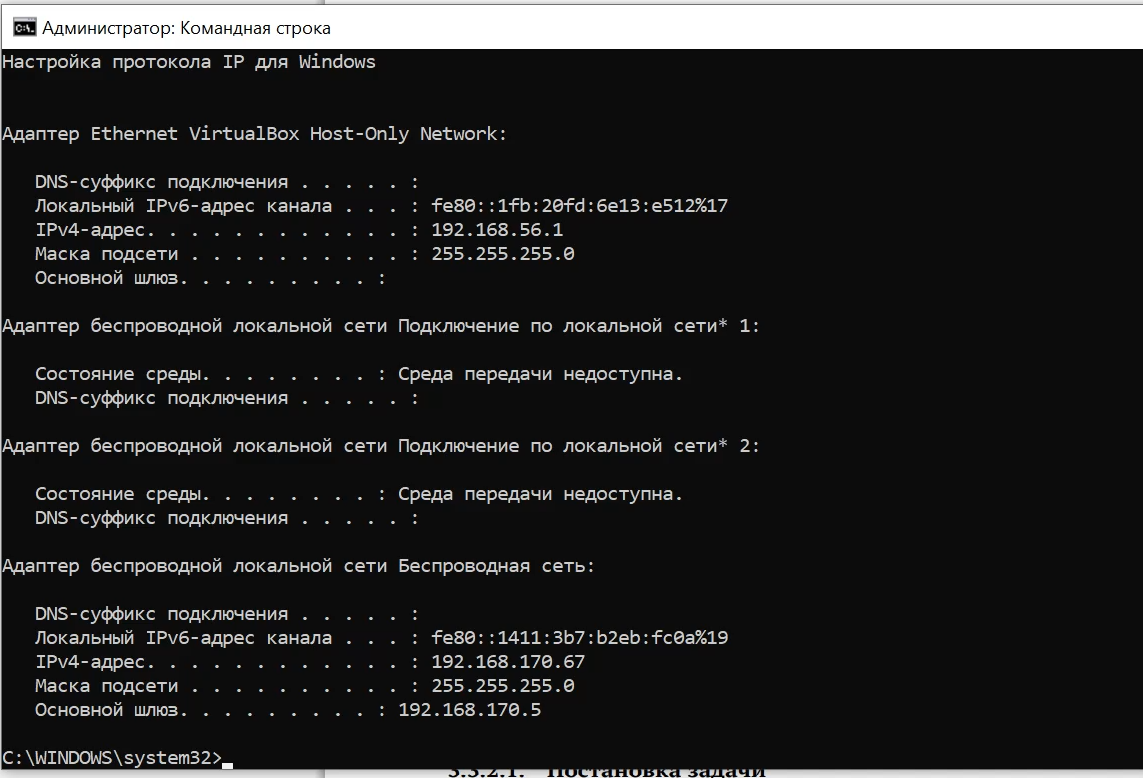 Администратор: Командная строка
Настройка протокола IP для Windows
Адаптер Ethernet VirtualBox Host-Only Network:
DNS-суффикс подключения . . . . . :
Локальный IPv6-адрес канала . . . : fe80::1fb:20fd:6e13:e512%17
IPv4-адрес. . . . . . . . . . . . : 192.168.56.1
Маска подсети . . . . . . . . . . : 255.255.255.0
Основной шлюз. . . . . . . . . :
Адаптер беспроводной локальной сети Подключение по локальной сети* 1:
Состояние среды. . . . . . . . : Среда передачи недоступна.
DNS-суффикс подключения . . . . . :
Адаптер беспроводной локальной сети Подключение по локальной сети* 2:
Состояние среды. . . . . . . . : Среда передачи недоступна.
DNS-суффикс подключения . . . . . :
Адаптер беспроводной локальной сети Беспроводная сеть:
DNS-суффикс подключения . . . . . :
Локальный IPv6-адрес канала . . . : fe80::1411:3b7:b2eb:fc0a%19
IPv4-адрес. . . . . . . . . . . . : 192.168.170.67
Маска подсети . . . . . . . . . . : 255.255.255.0
Основной шлюз. . . . . . . . . : 192.168.170.5
C:\WINDOWS\system32>
3.3.2.1. Постановка задачи